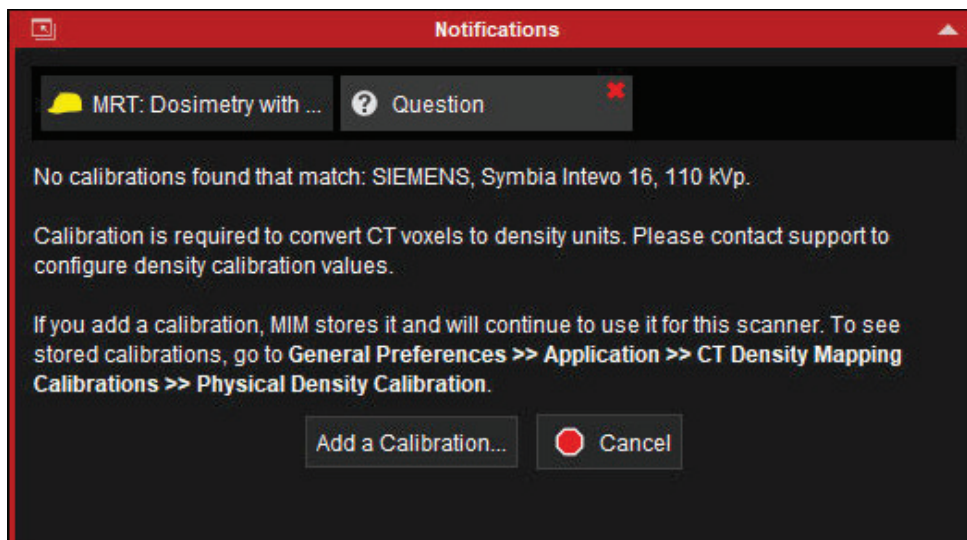 Notifications
MRT: Dosimetry with ...
Question
No calibrations found that match: SIEMENS, Symbia Intevo 16, 110 kVp.
Calibration is required to convert CT voxels to density units. Please contact support to
configure density calibration values.
If you add a calibration, MIM stores it and will continue to use it for this scanner. To see
stored calibrations, go to General Preferences >> Application >> CT Density Mapping
Calibrations >> Physical Density Calibration.
Add a Calibration...
Cancel